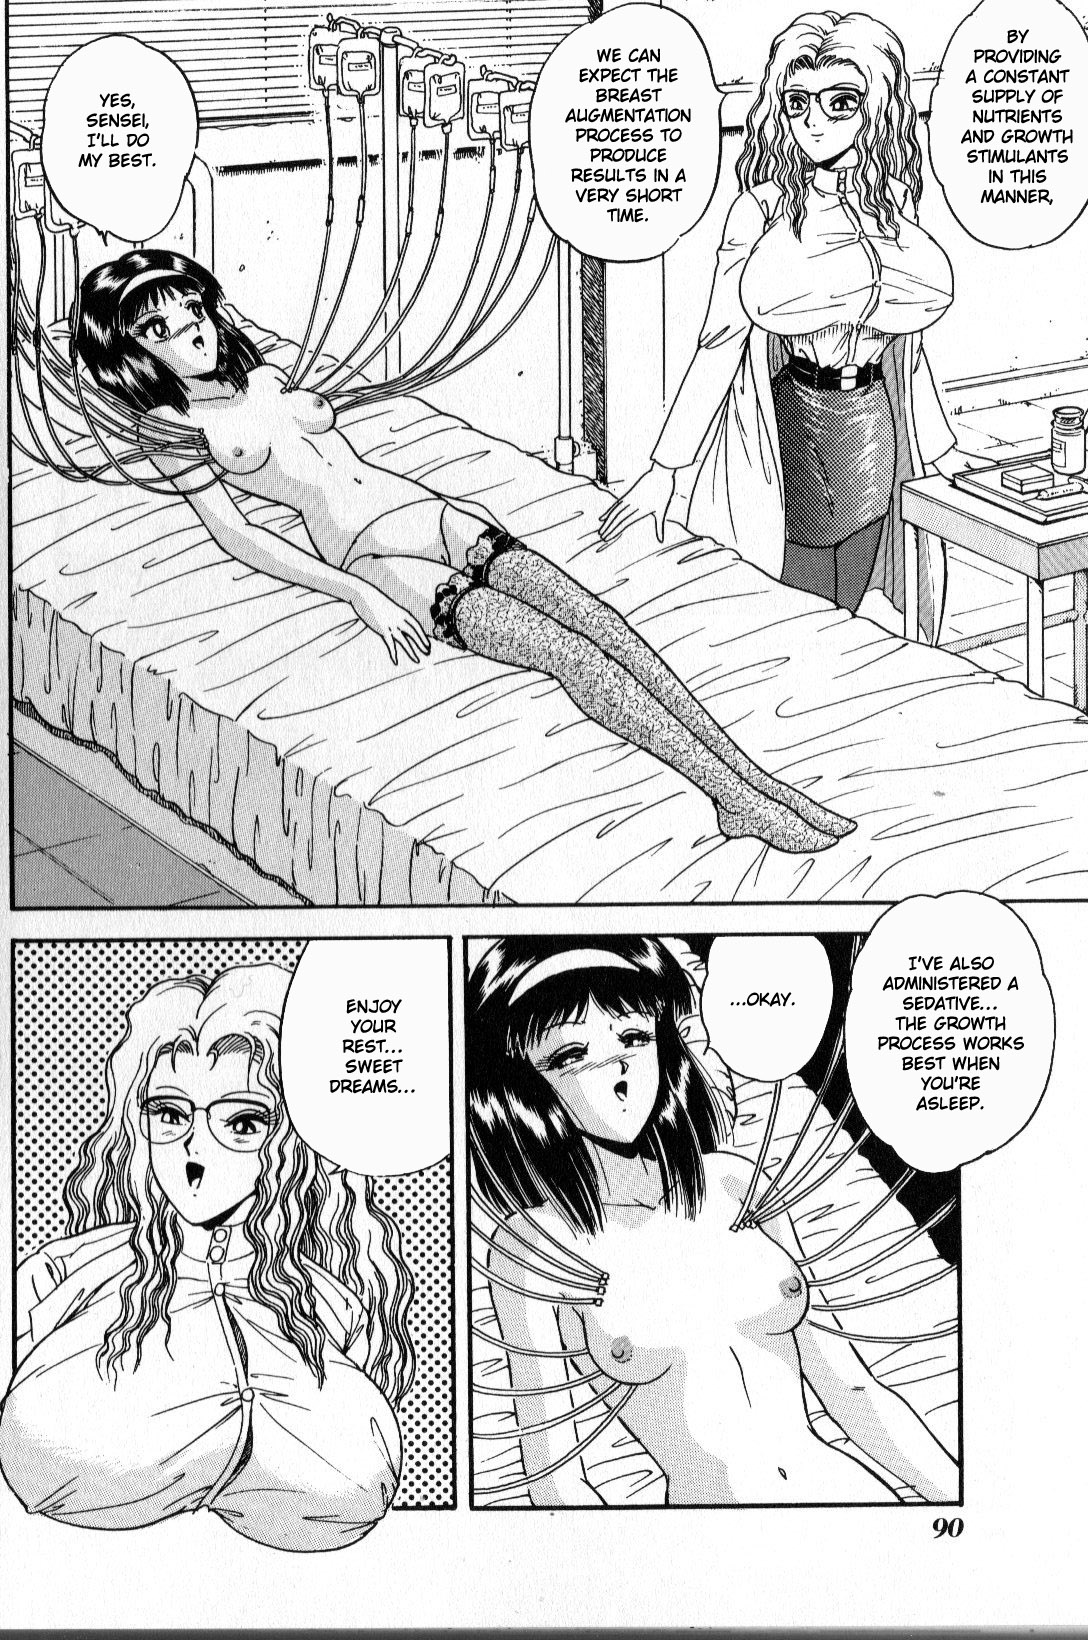 BY
PROVIDING
A CONSTANT
SUPPLY OF
NUTRIENTS
AND GROWTH
STIMULANTS
IN THIS
MANNER,
WE CAN
EXPECT THE
BREAST
AUGMENTATION
PROCESS TO
PRODUCE
RESULTS IN A
VERY SHORT
TIME.
YES,
SENSEI,
I'LL DO
MY BEST.
I'VE ALSO
ADMINISTERED A
SEDATIVE...
THE GROWTH
PROCESS WORKS
BEST WHEN
YOU'RE
ASLEEP.
...OKAY.
ENJOY
YOUR
REST...
SWEET
DREAMS...
90